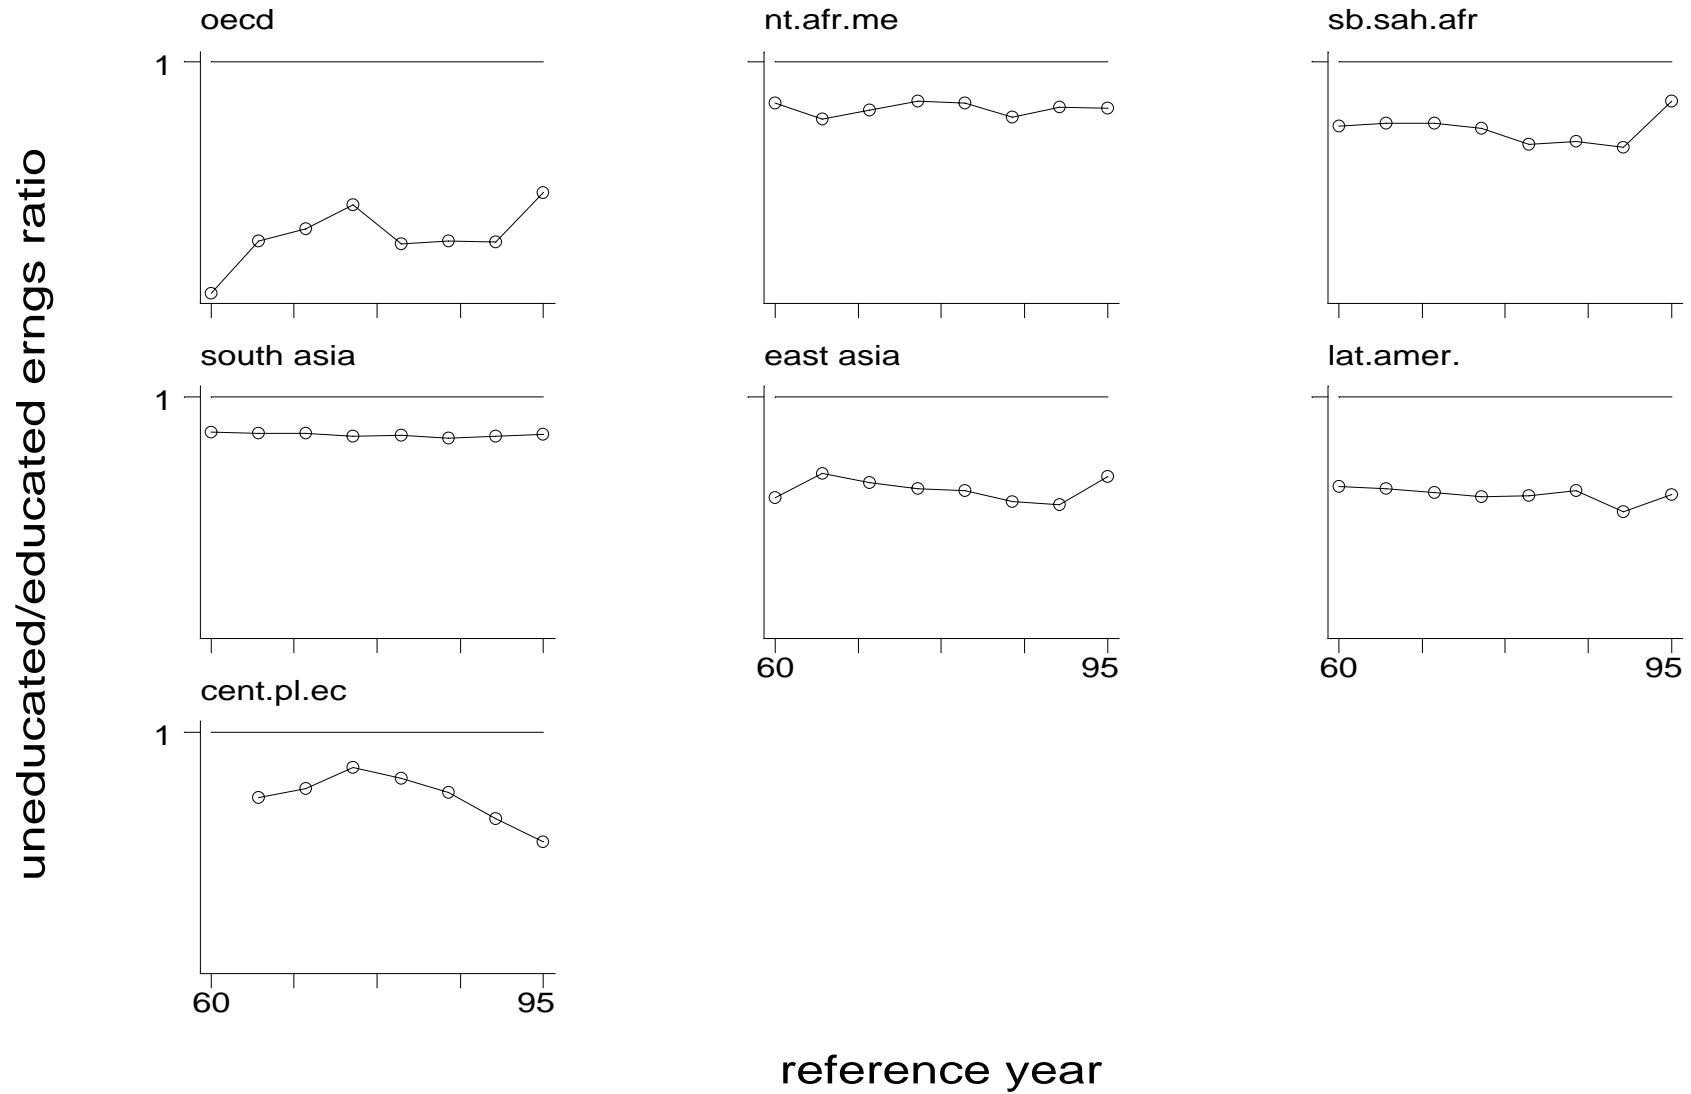 oecd
nt.afr.me
sb.sah.afr
1
south asia
east asia
lat.amer.
1
60
95
60
95
cent.pl.ec
1
60
95
uneducated/educated erngs ratio
reference year